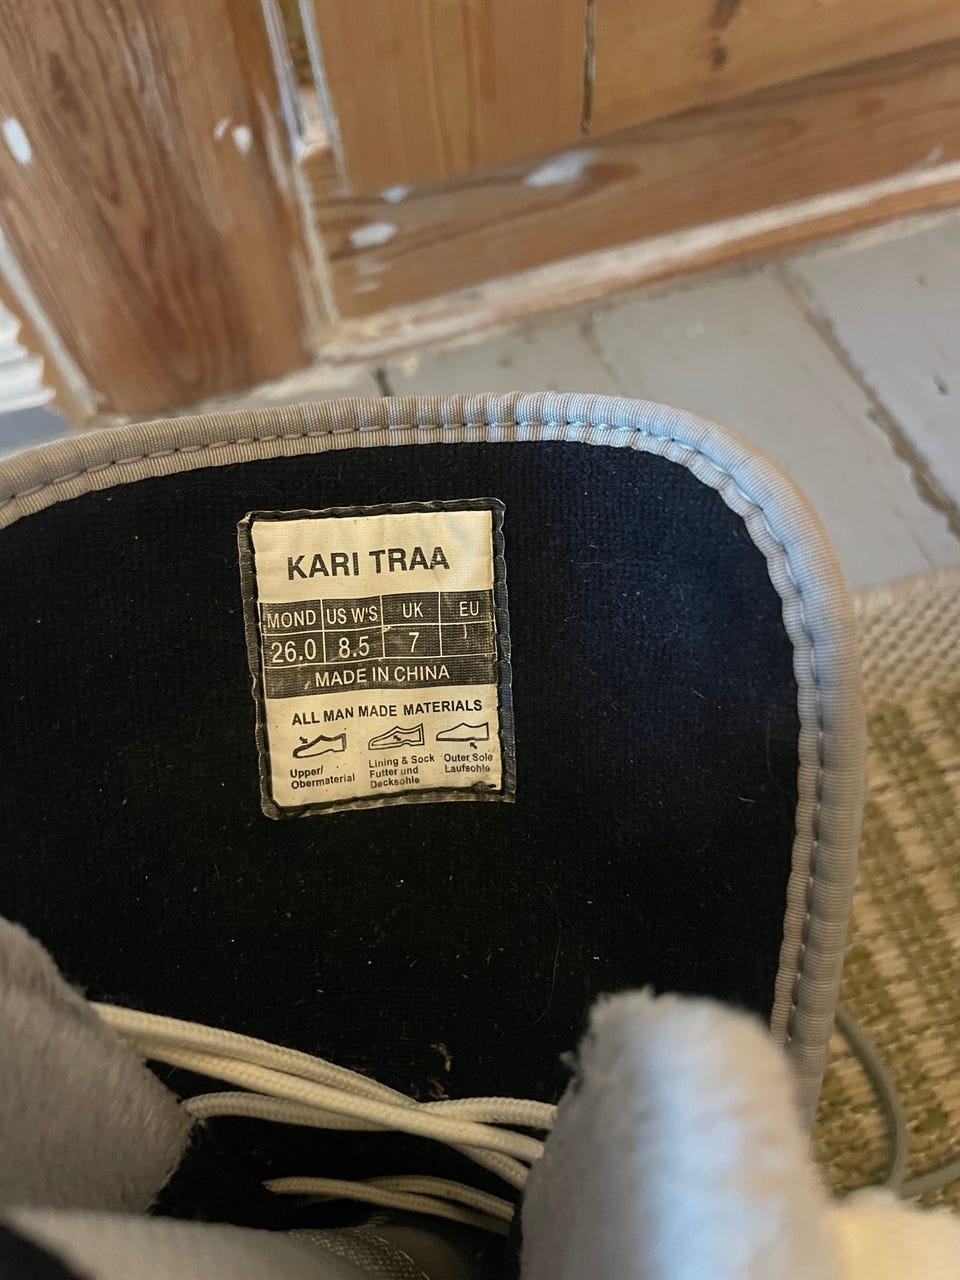 KARI TRAA
MOND US W'S UK EU
26.0 8.5 7
MADE IN CHINA
ALL MAN MADE MATERIALS
Upper/ Lining & Sock Outer Sole
Obermaterial Futter und Laufsohle
Decksohle